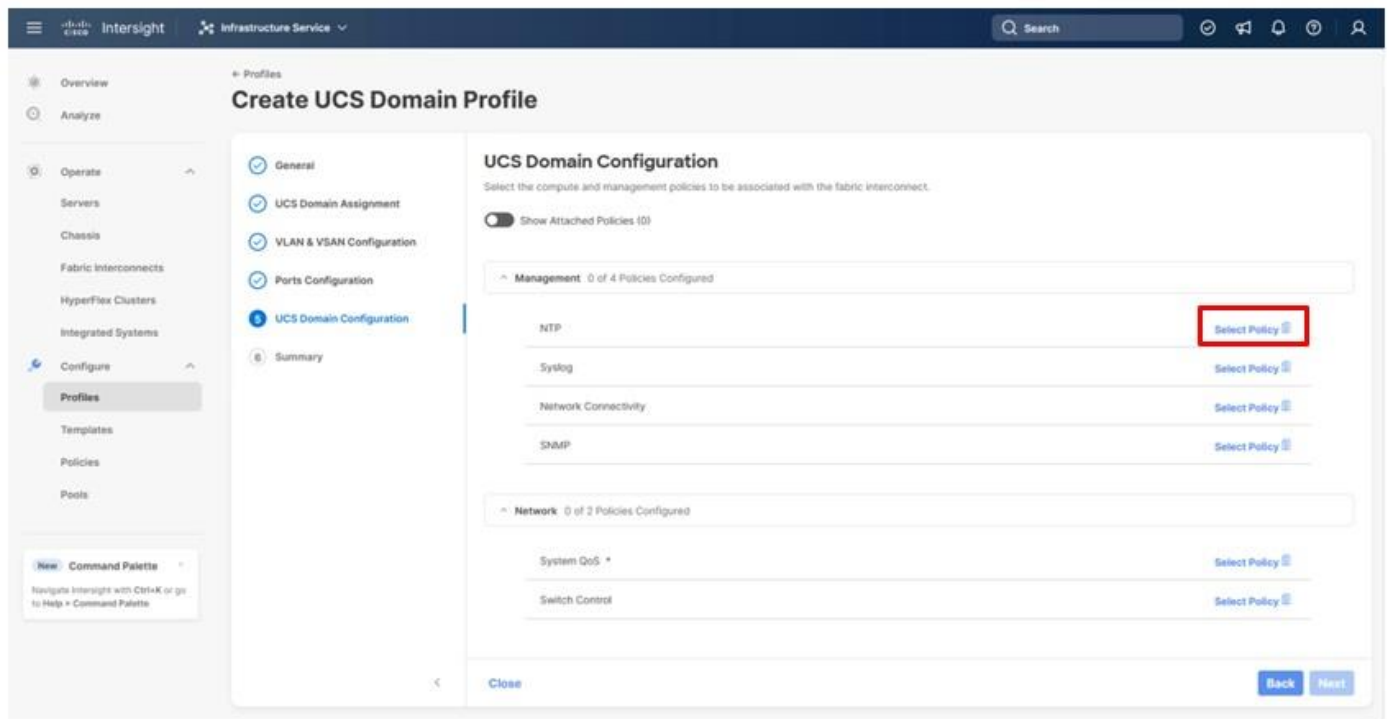 CISCO Intersight
Infrastructure Service
Search
Overview
Analyze
Operate
Servers
Chassis
Fabric Interconnects
HyperFlex Clusters
Integrated Systems
Configure
Profiles
Templates
Policies
Pools
New Command Palette
Navigate Intersight with Ctrl+K or go
to Help > Command Palette
← Profiles
Create UCS Domain Profile
General
UCS Domain Assignment
VLAN & VSAN Configuration
Ports Configuration
5 UCS Domain Configuration
6 Summary
UCS Domain Configuration
Select the compute and management policies to be associated with the fabric interconnect.
Show Attached Policies (0)
Management 0 of 4 Policies Configured
NTP Select Policy
Syslog Select Policy
Network Connectivity Select Policy
SNMP Select Policy
Network 0 of 2 Policies Configured
System QoS * Select Policy
Switch Control Select Policy
Close
Back
Next